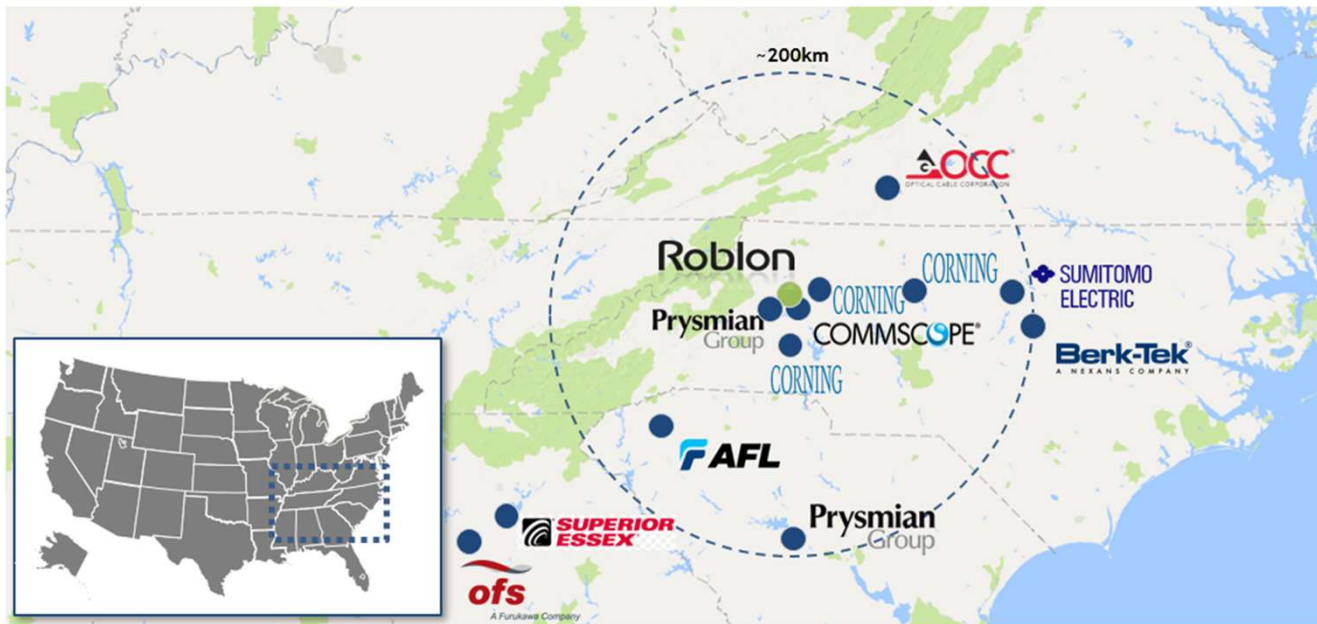 ~200km
OCC
OPTICAL CABLE CORPORATION
Roblon
CORNING
SUMITOMO
ELECTRIC
CORNING
Prysmian
Group
COMMSCOPE®
Berk-Tek®
A NEXANS COMPANY
CORNING
AFL
Prysmian
Group
SUPERIOR
ESSEX
ofs
A Furukawa Company